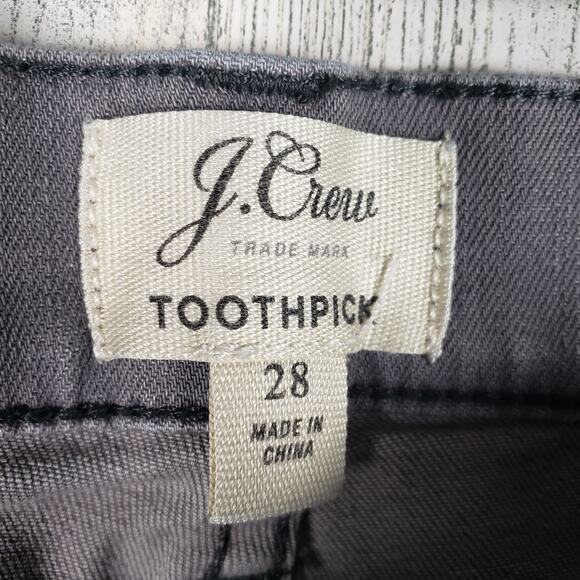 J.Crew
TRADE MARK
TOOTHPICK
28
MADE IN
CHINA